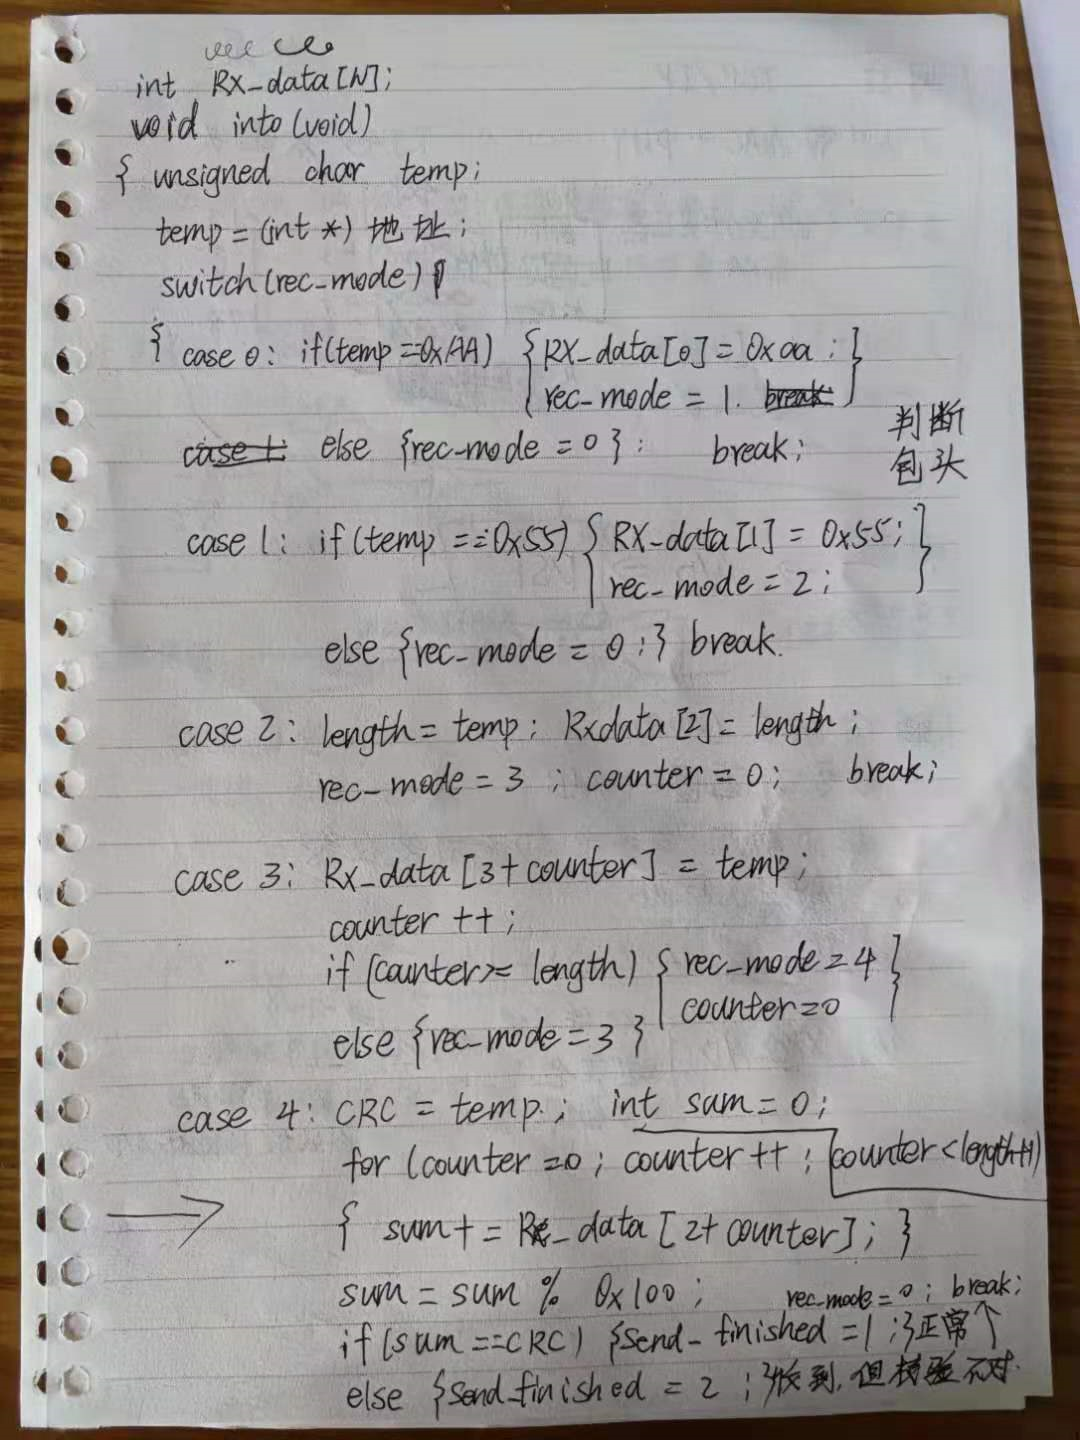 int RX_data[N];
void into(void)
{ unsigned char temp;
temp = (int *) 地址;
switch(rec_mode)
{ case 0: if(temp==0xAA) {RX_data[0] = 0xaa;
rec_mode = 1. break }
判断
包头
case 1: else {rec_mode = 0}; break;
case 1: if(temp ==0x55) { RX_data[1] = 0x55;
rec_mode = 2; }
else {rec_mode = 0;} break.
case 2: length = temp; Rxdata[2] = length;
rec_mode = 3; counter = 0; break;
case 3: Rx_data[3+counter] = temp;
counter ++;
if(counter>= length) { rec_mode = 4
counter=0 }
else {rec_mode = 3 }
case 4: CRC = temp; int sum = 0;
for (counter =0; counter ++; counter < length+1)
{ sum += Rx_data[2+counter]; }
sum = sum % 0x100;
rec_mode = 0; break;
if(sum ==CRC) {Send_finished = 1;}正常
else {Send_finished = 2;}收到,但校验不对.